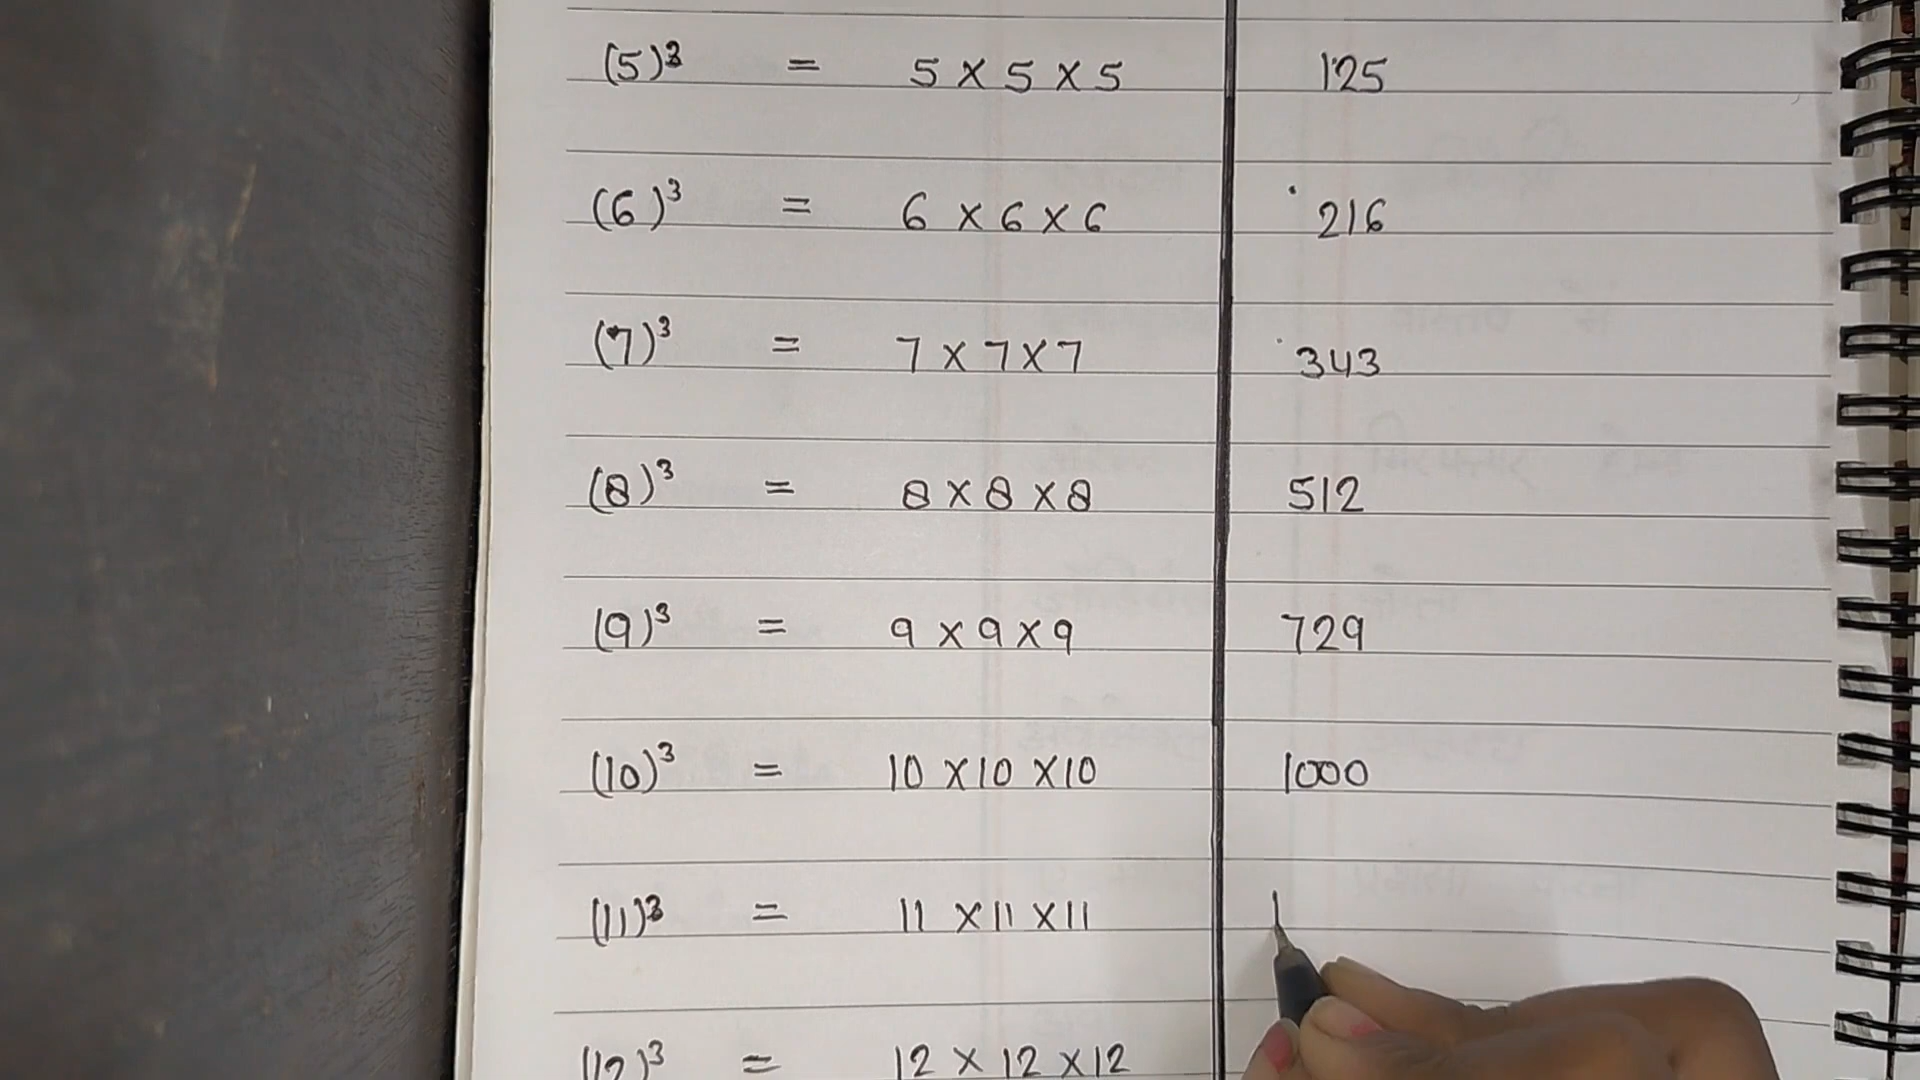 (5)³ = 5 × 5 × 5 125
(6)³ = 6 × 6 × 6 216
(7)³ = 7 × 7 × 7 343
(8)³ = 8 × 8 × 8 512
(9)³ = 9 × 9 × 9 729
(10)³ = 10 × 10 × 10 1000
(11)³ = 11 × 11 × 11 1
(12)³ = 12 × 12 × 12